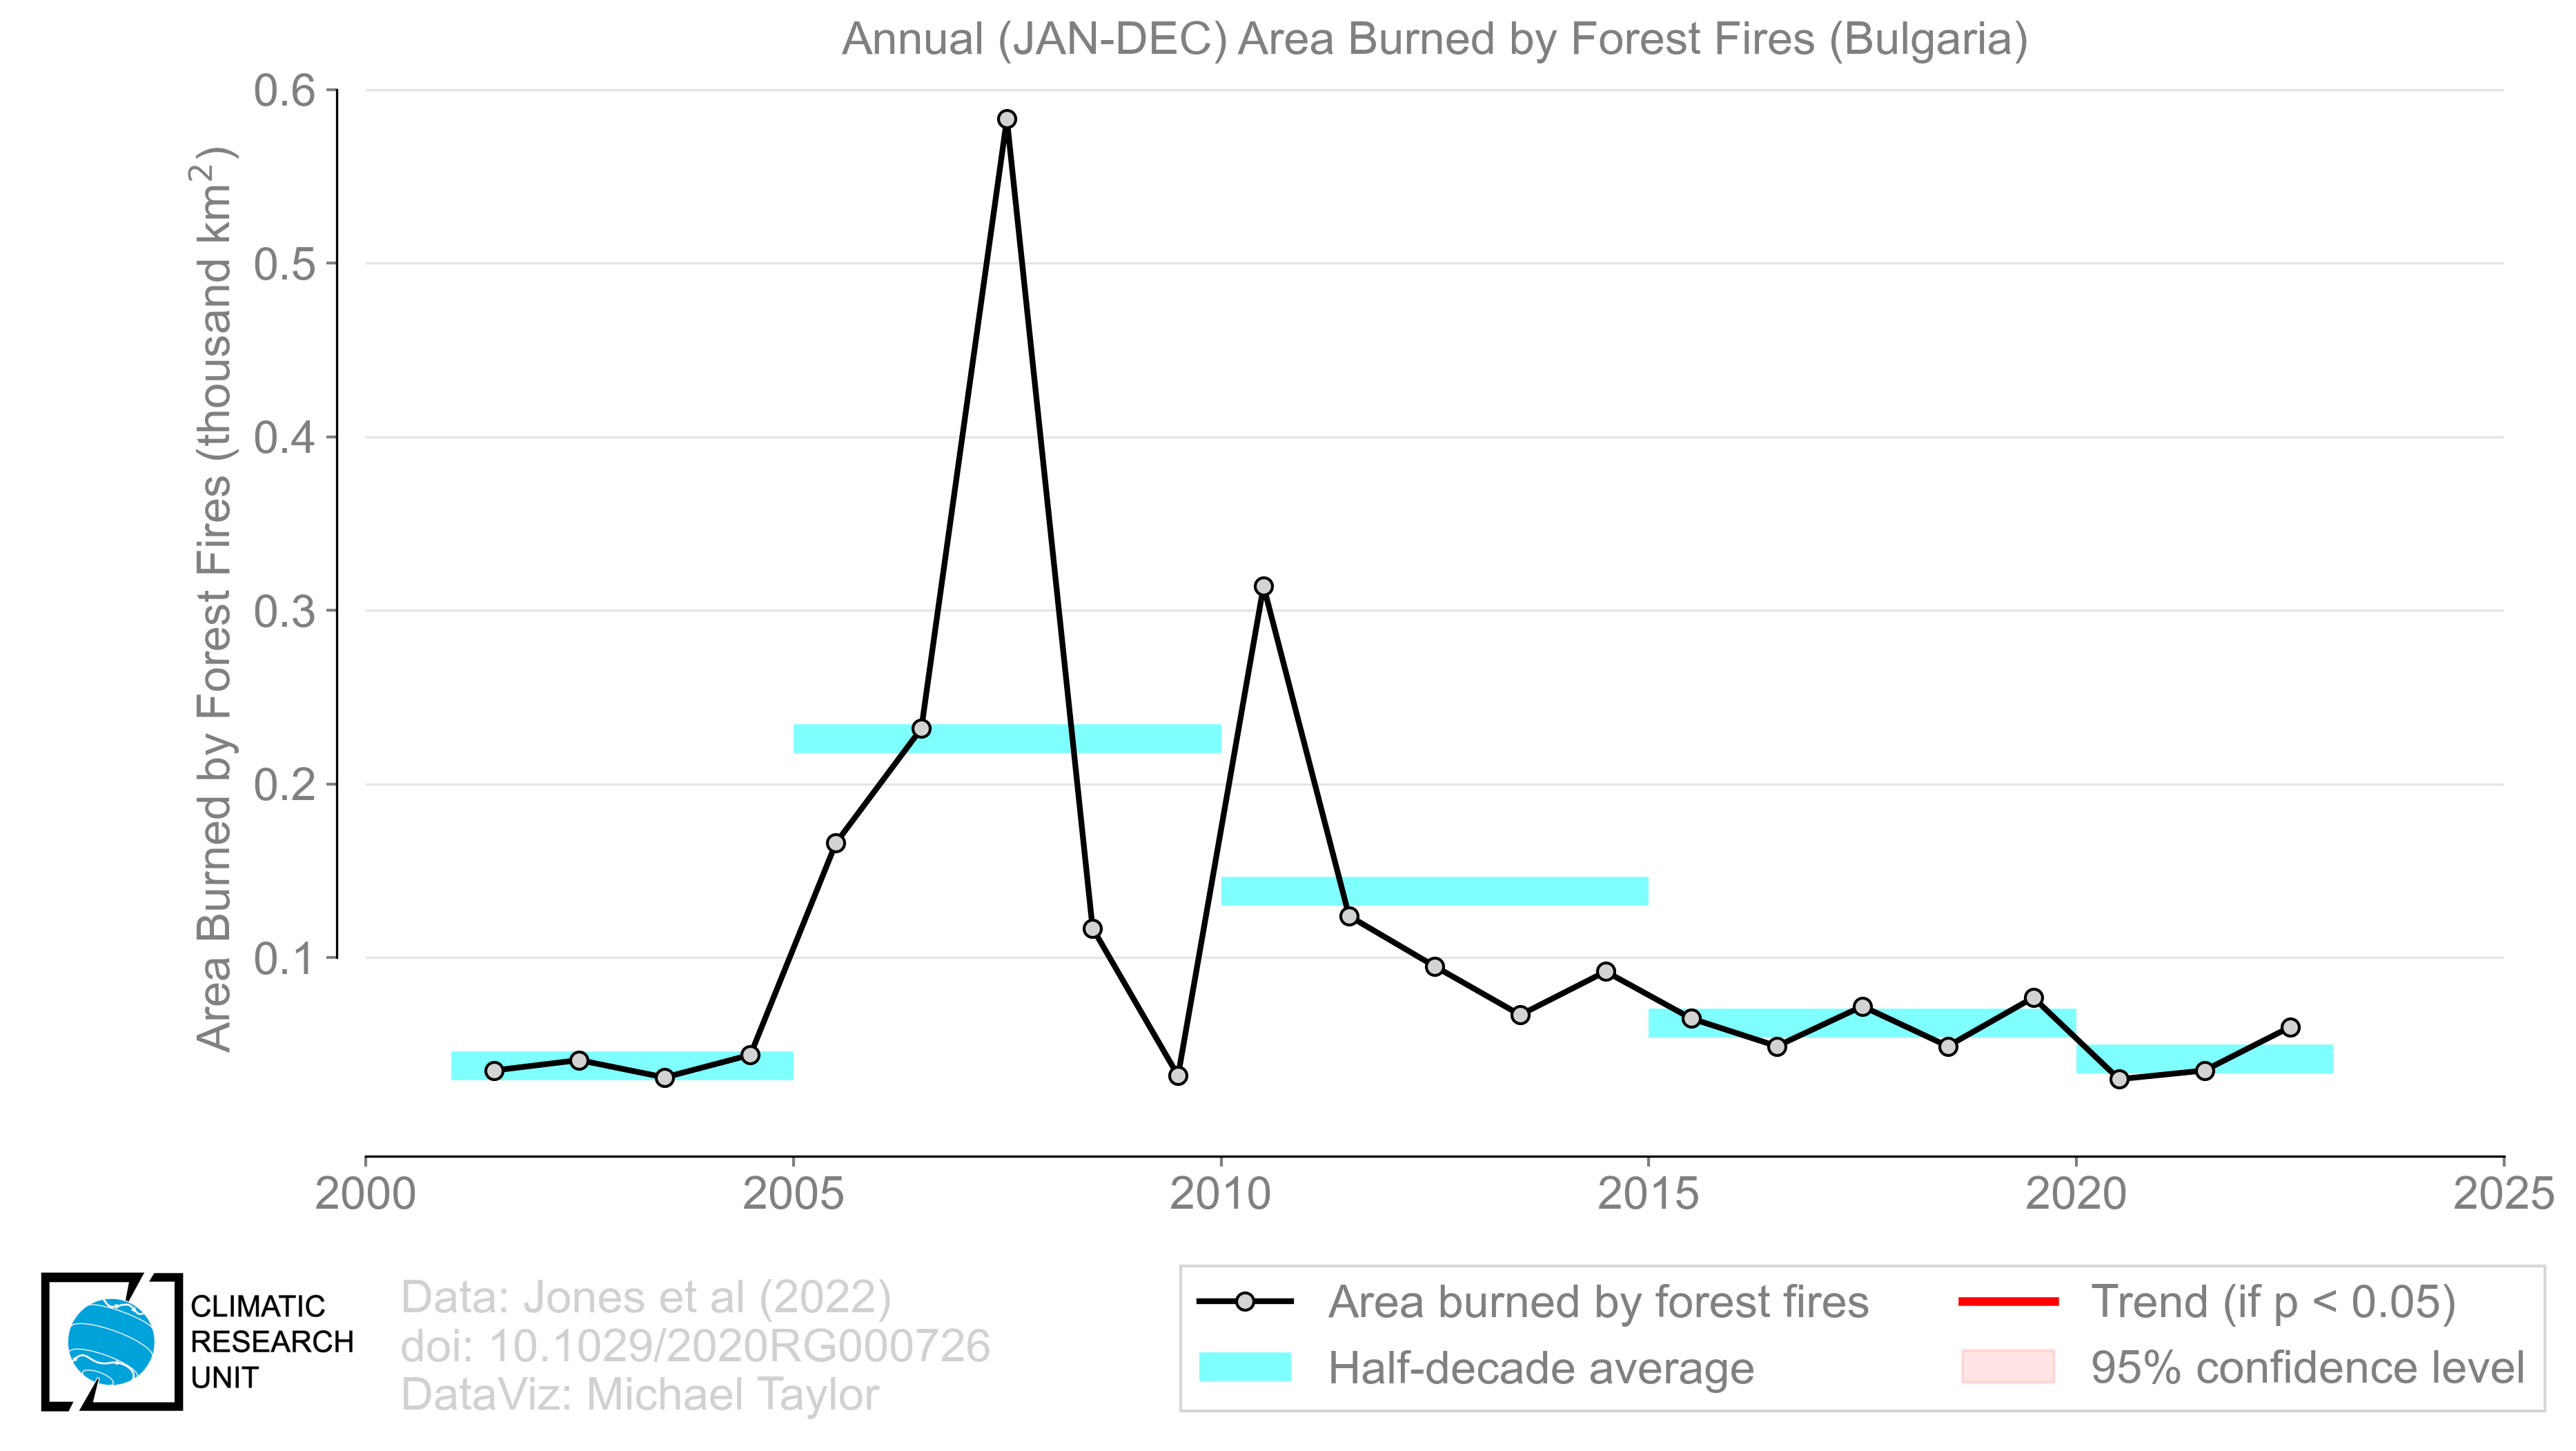 Annual (JAN-DEC) Area Burned by Forest Fires (Bulgaria)
Area Burned by Forest Fires (thousand km²)
0.6
0.5
0.4
0.3
0.2
0.1
2000 2005 2010 2015 2020 2025
CLIMATIC
RESEARCH
UNIT
Data: Jones et al (2022)
doi: 10.1029/2020RG000726
DataViz: Michael Taylor
Area burned by forest fires
Half-decade average
Trend (if p < 0.05)
95% confidence level